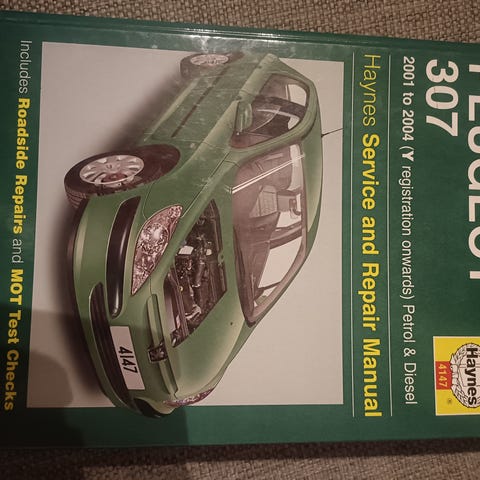 PEUGEOT
307
2001 to 2004 (Y registration onwards) Petrol & Diesel
Haynes Service and Repair Manual
Haynes
4147
4147
Includes Roadside Repairs and MOT Test Checks